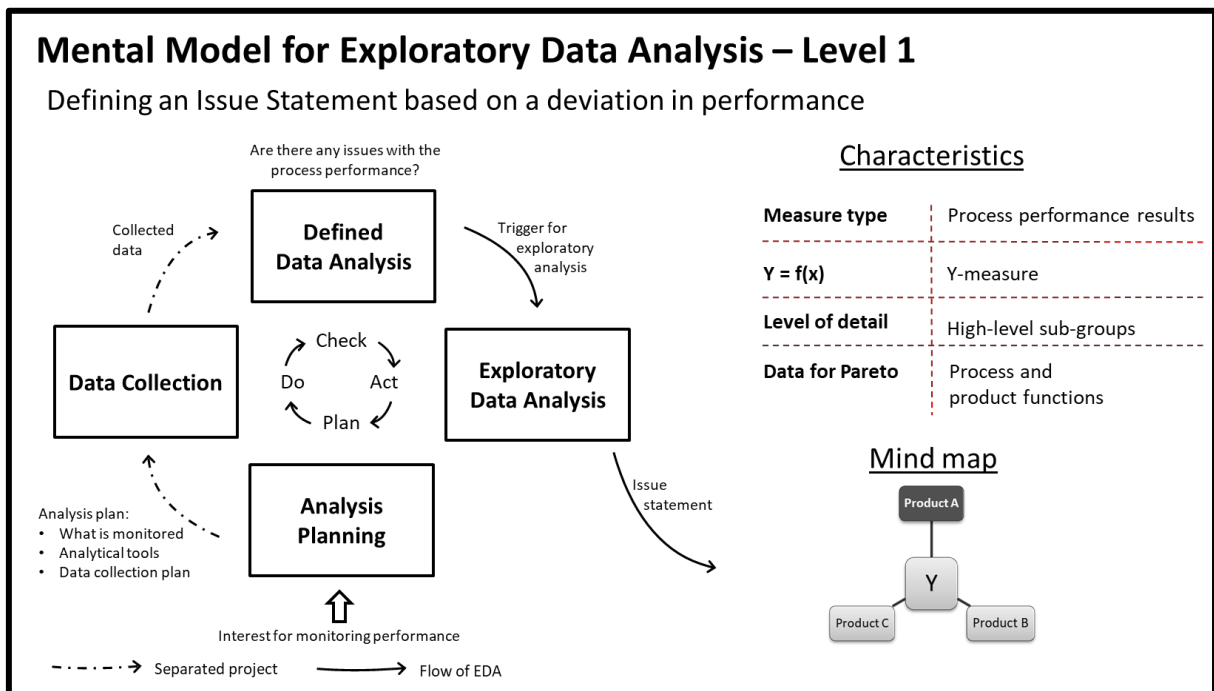 Mental Model for Exploratory Data Analysis – Level 1
Defining an Issue Statement based on a deviation in performance
Are there any issues with the
process performance?
Defined
Data Analysis
Collected
data
Trigger for
exploratory
analysis
Data Collection
Check
Do
Act
Plan
Exploratory
Data Analysis
Analysis
Planning
Issue
statement
Analysis plan:
• What is monitored
• Analytical tools
• Data collection plan
Interest for monitoring performance
Separated project
Flow of EDA
Characteristics
Measure type
Process performance results
Y = f(x)
Y-measure
Level of detail
High-level sub-groups
Data for Pareto
Process and
product functions
Mind map
Product A
Y
Product C
Product B